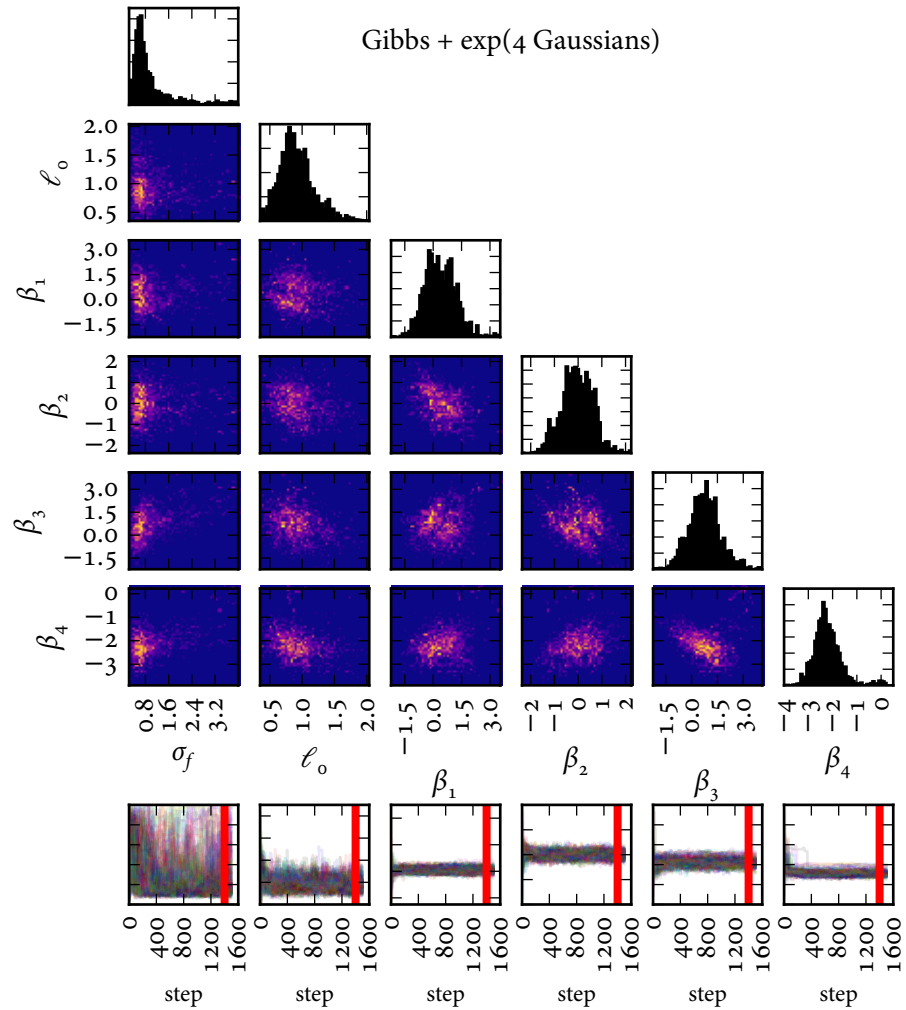 Gibbs + exp(4 Gaussians)
2.0
1.5
1.0
0.5
ℓ₀
3.0
1.5
0.0
−1.5
β₁
2
1
0
−1
−2
β₂
3.0
1.5
0.0
−1.5
β₃
0
−1
−2
−3
β₄
0.8 1.6 2.4 3.2
0.5 1.0 2.0
−1.5 0.0 1.5 3.0
−2 −1 0 1 2
−1.5 0.0 1.5 3.0
−4 −3 −2 −1 0
σf ℓ₀ β₁ β₂ β₃ β₄
0 400 800 1200 1600
0 400 800 1200 1600
0 400 800 1200 1600
0 400 800 1200 1600
0 400 800 1200 1600
0 400 800 1200 1600
step step step step step step